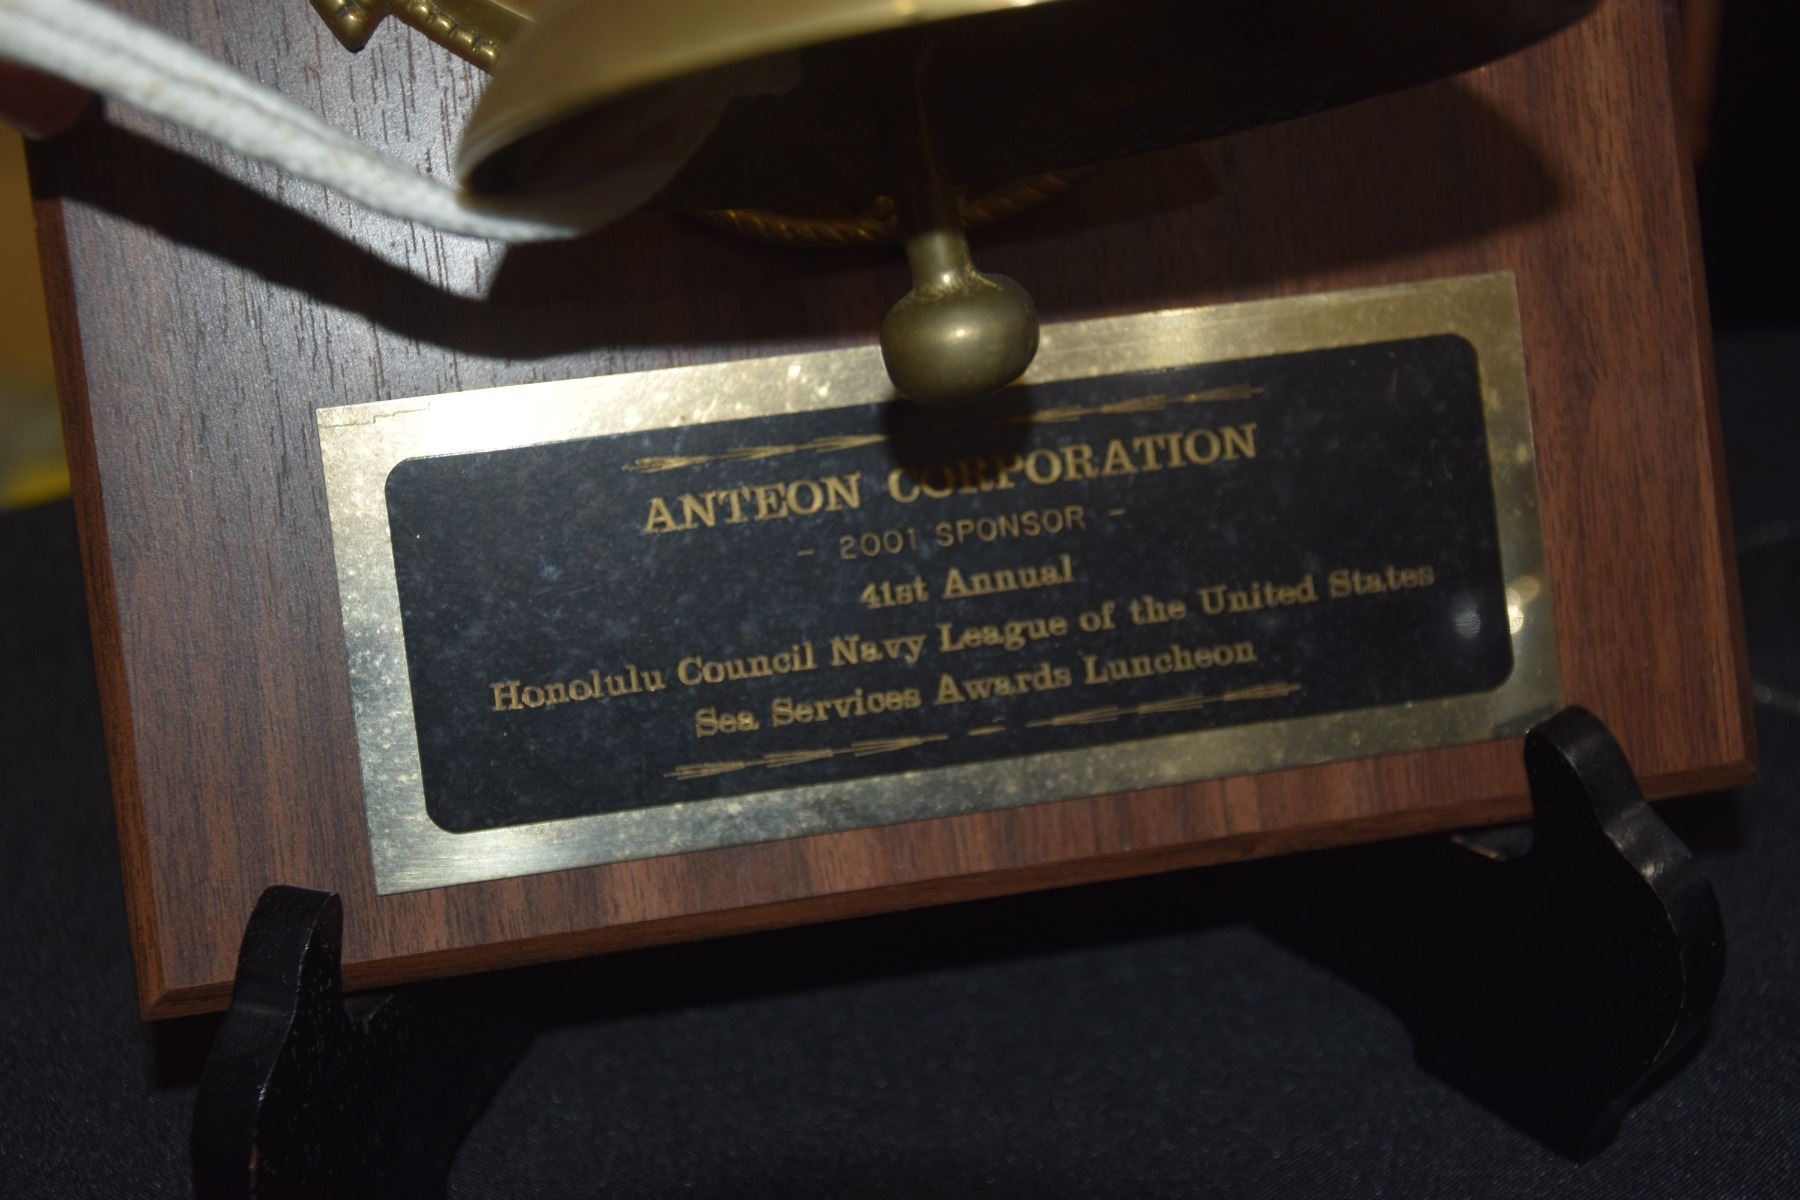 ANTEON CORPORATION
- 2001 SPONSOR -
41st Annual
Honolulu Council Navy League of the United States
Sea Services Awards Luncheon